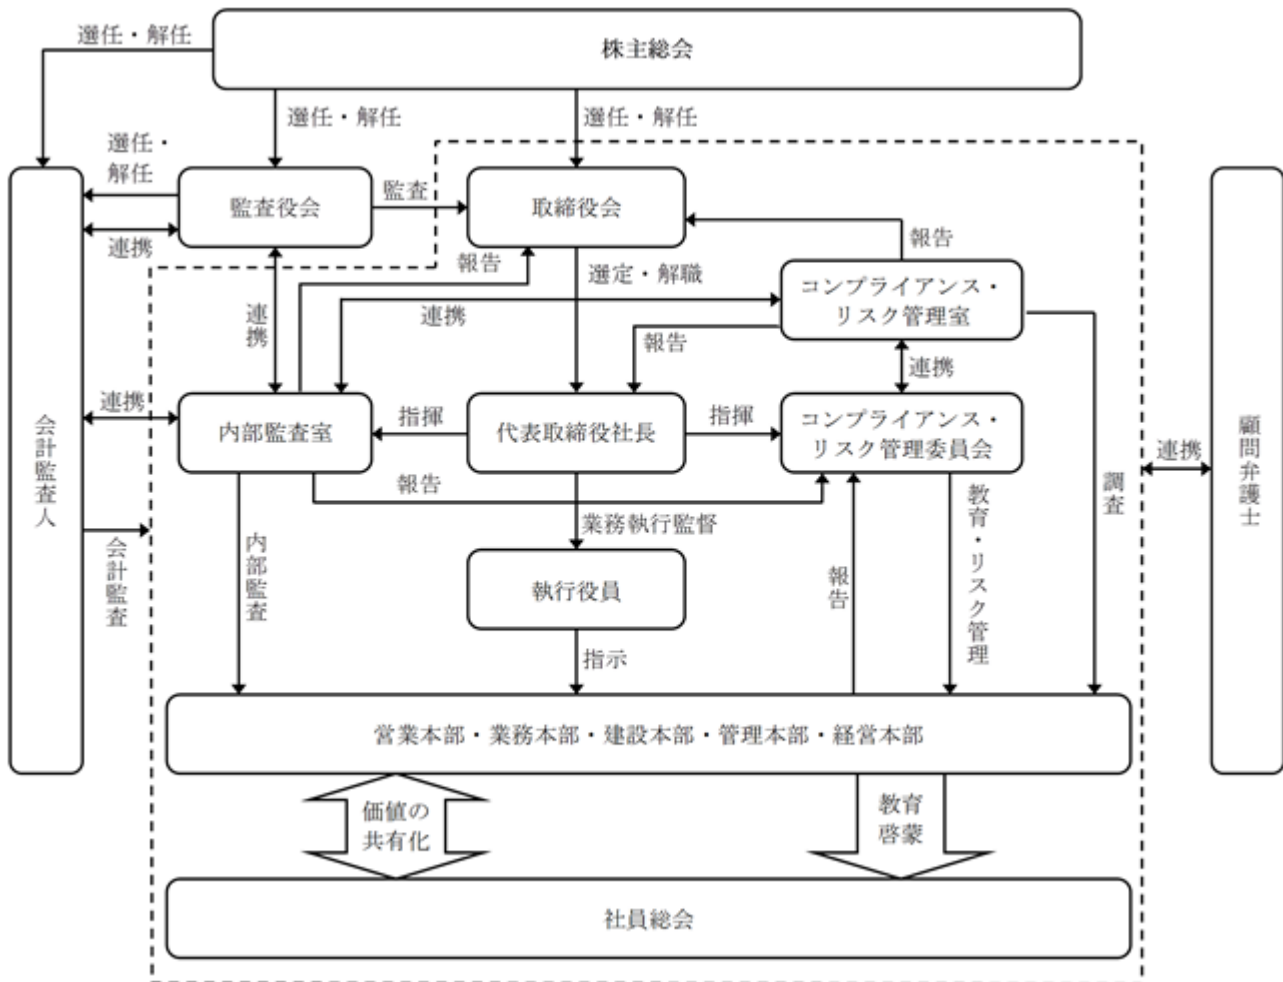 選任・解任
株主総会
選任・解任
選任・解任
選任・
解任
監査役会
監査
取締役会
連携
報告
選定・解職
報告
コンプライアンス・
リスク管理室
連携
連携
報告
連携
連携
内部監査室
指揮
代表取締役社長
指揮
コンプライアンス・
リスク管理委員会
会計監査人
顧問弁護士
連携
調査
報告
業務執行監督
会計監査
内部監査
執行役員
報告
教育・リスク管理
指示
営業本部・業務本部・建設本部・管理本部・経営本部
価値の
共有化
教育
啓蒙
社員総会